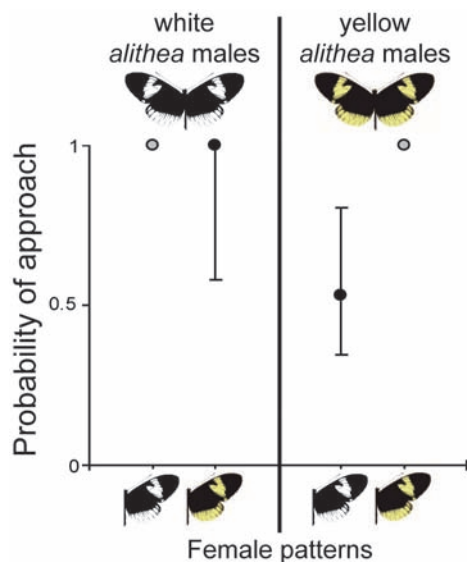 white
alithea males
yellow
alithea males
Probability of approach
1
0.5
0
Female patterns